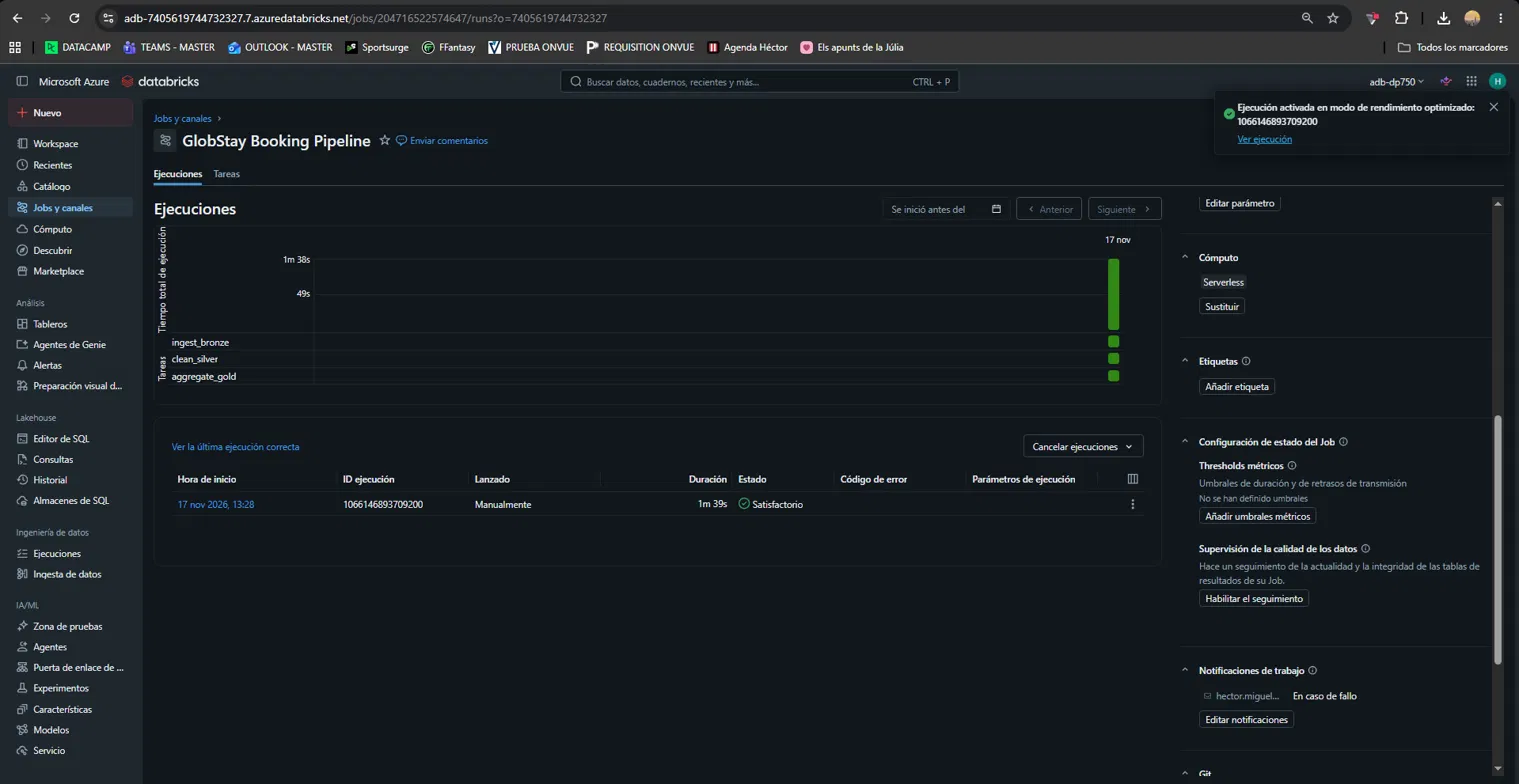 adb-7405619744732327.7.azuredatabricks.net/jobs/204716522574647/runs?o=7405619744732327
DATACAMP
TEAMS - MASTER
OUTLOOK - MASTER
Sportsurge
FFantasy
PRUEBA ONVUE
REQUISITION ONVUE
Agenda Héctor
Els apunts de la Júlia
Todos los marcadores
Microsoft Azure
databricks
Buscar datos, cuadernos, recientes y más...
CTRL + P
adb-dp750
H
Ejecución activada en modo de rendimiento optimizado:
1066146893709200
Ver ejecución
Nuevo
Workspace
Recientes
Catálogo
Jobs y canales
Cómputo
Descubrir
Marketplace
Análisis
Tableros
Agentes de Genie
Alertas
Preparación visual d...
Lakehouse
Editor de SQL
Consultas
Historial
Almacenes de SQL
Ingeniería de datos
Ejecuciones
Ingesta de datos
IA/ML
Zona de pruebas
Agentes
Puerta de enlace de ...
Experimentos
Características
Modelos
Servicio
Jobs y canales
GlobStay Booking Pipeline
Enviar comentarios
Ejecuciones
Tareas
Ejecuciones
Se inició antes del
Anterior
Siguiente
17 nov
Tiempo total de ejecución
1m 38s
49s
Tareas
ingest_bronze
clean_silver
aggregate_gold
Ver la última ejecución correcta
Cancelar ejecuciones
Hora de inicio
ID ejecución
Lanzado
Duración
Estado
Código de error
Parámetros de ejecución
17 nov 2026, 13:28
1066146893709200
Manualmente
1m 39s
Satisfactorio
Editar parámetro
Cómputo
Serverless
Sustituir
Etiquetas
Añadir etiqueta
Configuración de estado del Job
Thresholds métricos
Umbrales de duración y de retrasos de transmisión
No se han definido umbrales
Añadir umbrales métricos
Supervisión de la calidad de los datos
Hace un seguimiento de la actualidad y la integridad de las tablas de
resultados de su Job.
Habilitar el seguimiento
Notificaciones de trabajo
hector.miguel...
En caso de fallo
Editar notificaciones
Git